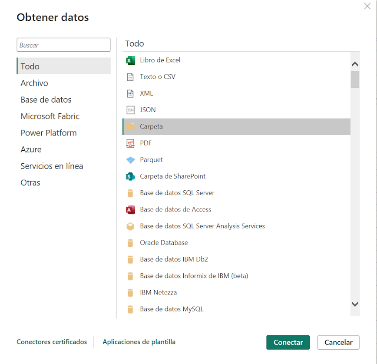 Obtener datos
Buscar
Todo
Archivo
Base de datos
Microsoft Fabric
Power Platform
Azure
Servicios en línea
Otras
Todo
Libro de Excel
Texto o CSV
XML
JSON
Carpeta
PDF
Parquet
Carpeta de SharePoint
Base de datos SQL Server
Base de datos de Access
Base de datos SQL Server Analysis Services
Oracle Database
Base de datos IBM Db2
Base de datos Informix de IBM (beta)
IBM Netezza
Base de datos MySQL
Conectores certificados
Aplicaciones de plantilla
Conectar
Cancelar